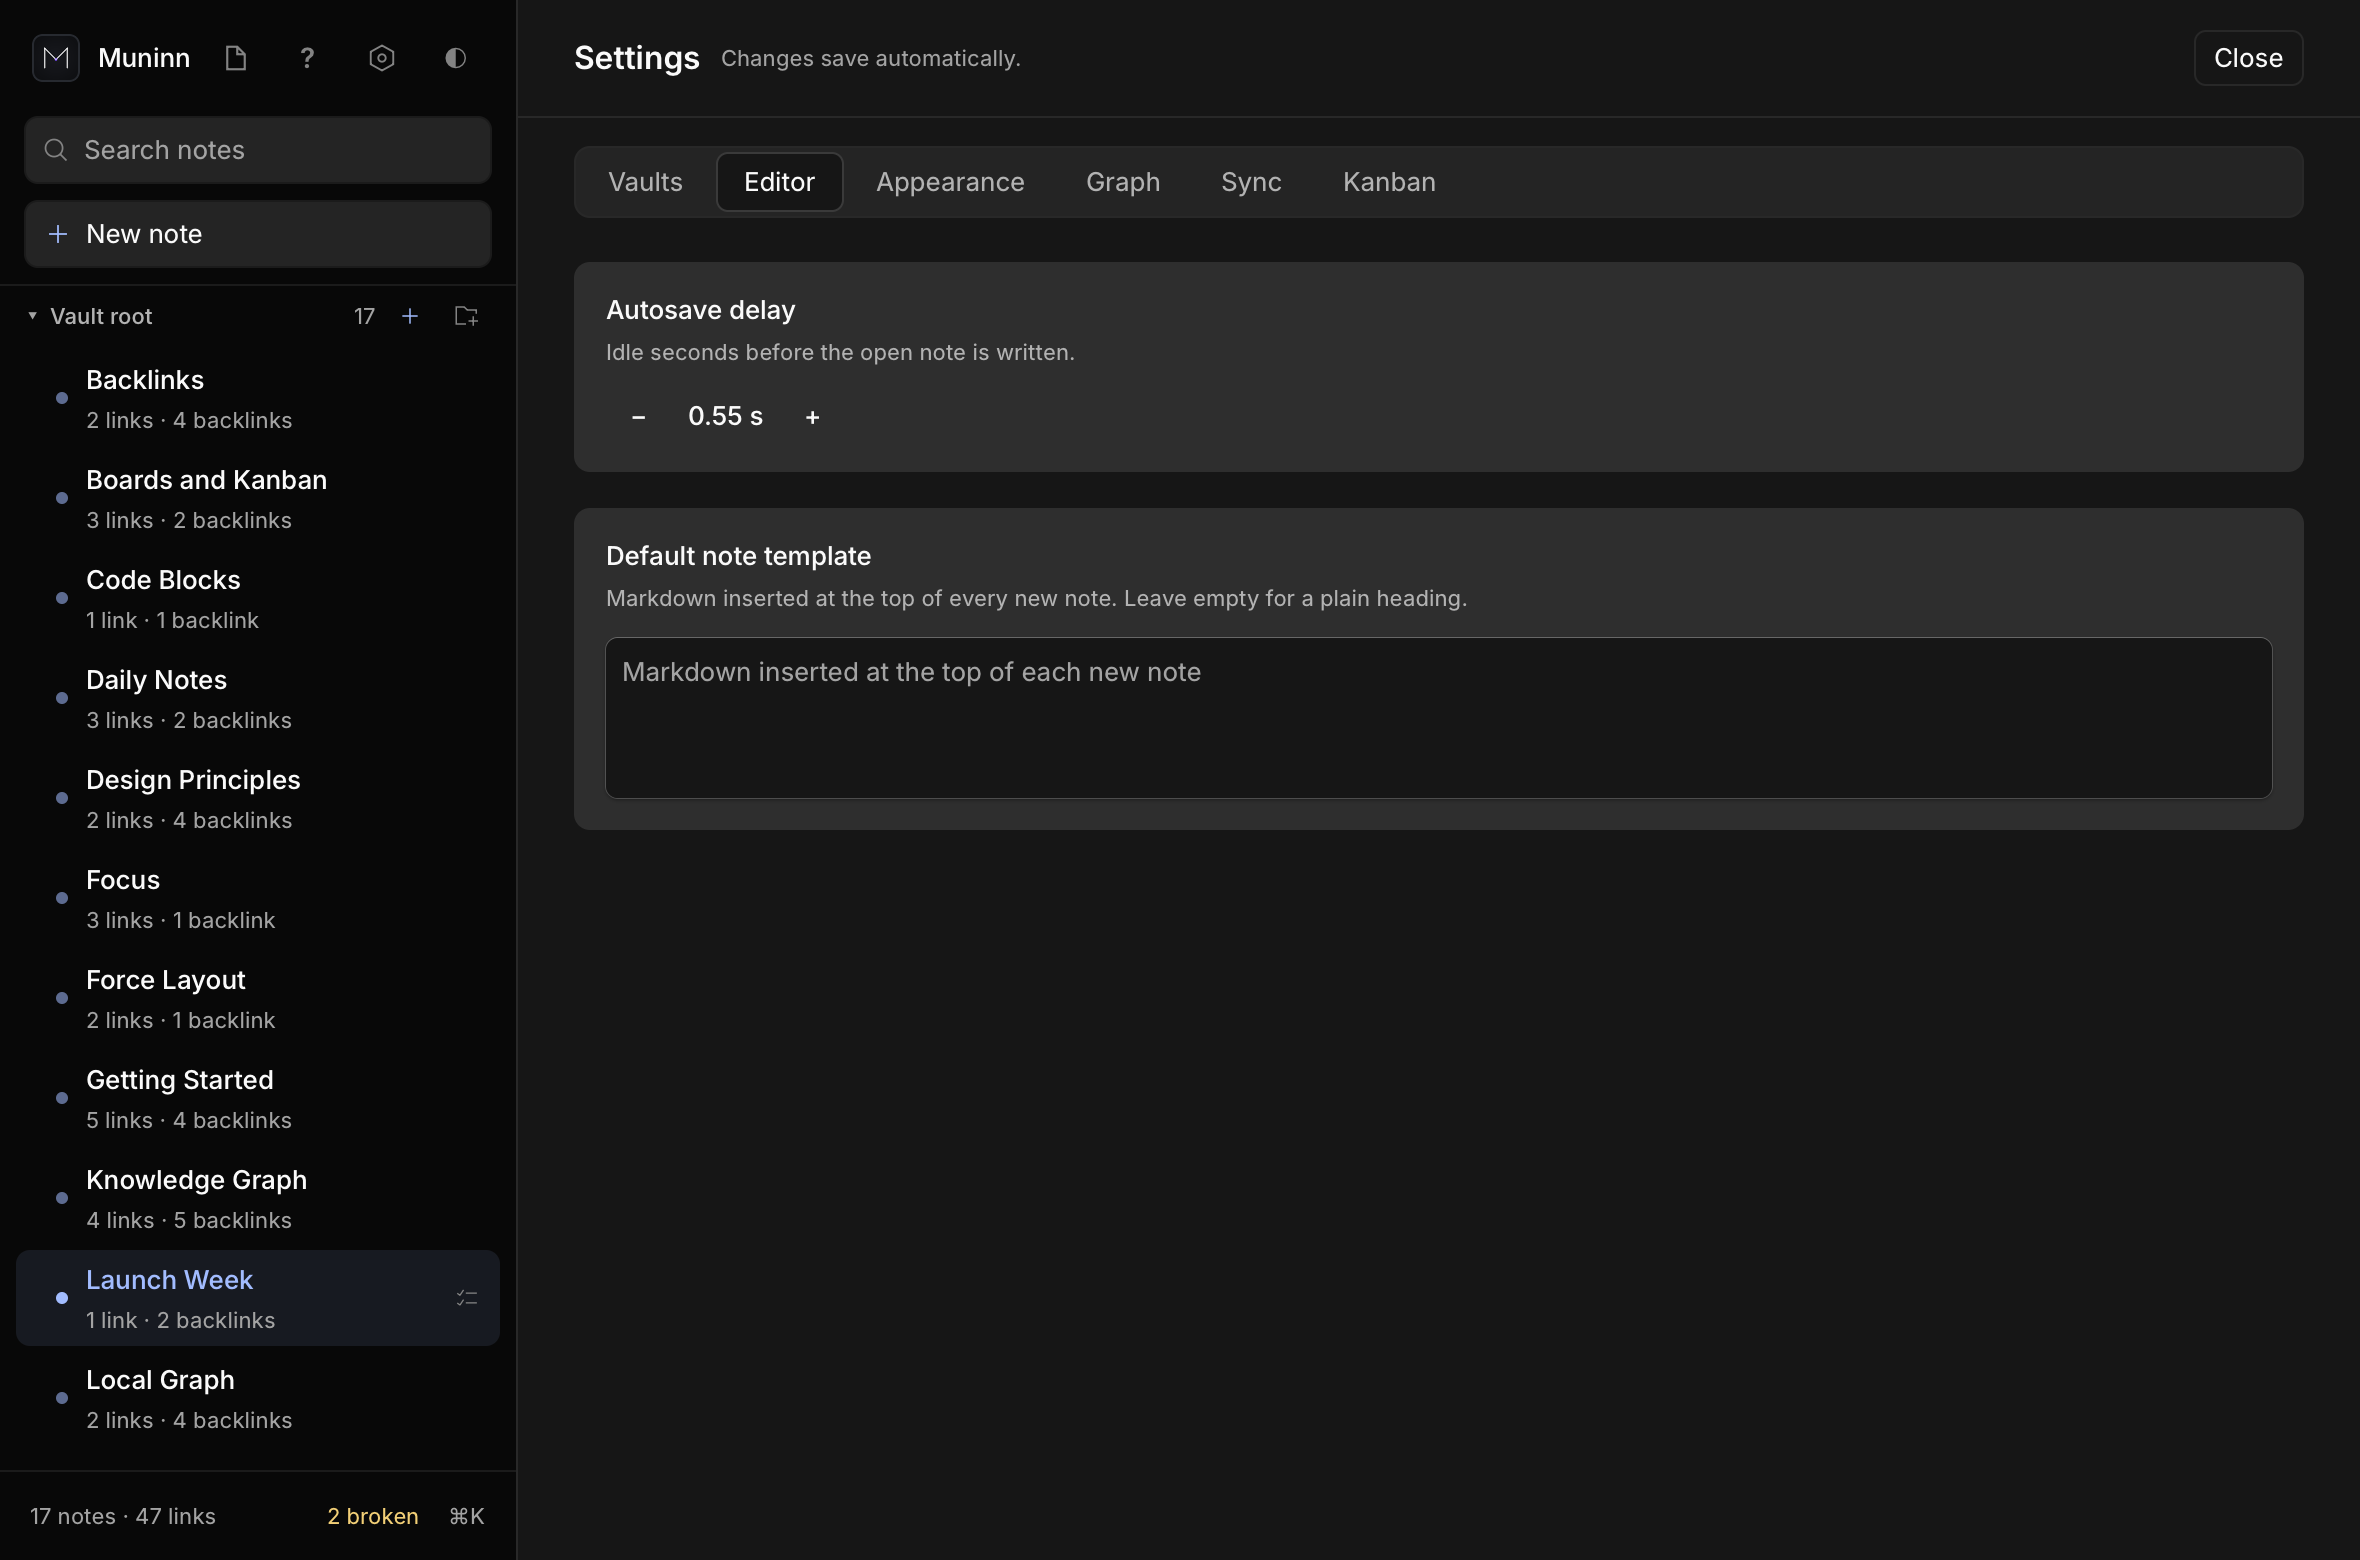 Muninn
?
Search notes
+ New note
Vault root 17 +
Backlinks
2 links · 4 backlinks
Boards and Kanban
3 links · 2 backlinks
Code Blocks
1 link · 1 backlink
Daily Notes
3 links · 2 backlinks
Design Principles
2 links · 4 backlinks
Focus
3 links · 1 backlink
Force Layout
2 links · 1 backlink
Getting Started
5 links · 4 backlinks
Knowledge Graph
4 links · 5 backlinks
Launch Week
1 link · 2 backlinks
Local Graph
2 links · 4 backlinks
17 notes · 47 links 2 broken ⌘K
Settings Changes save automatically. Close
Vaults Editor Appearance Graph Sync Kanban
Autosave delay
Idle seconds before the open note is written.
− 0.55 s +
Default note template
Markdown inserted at the top of every new note. Leave empty for a plain heading.
Markdown inserted at the top of each new note